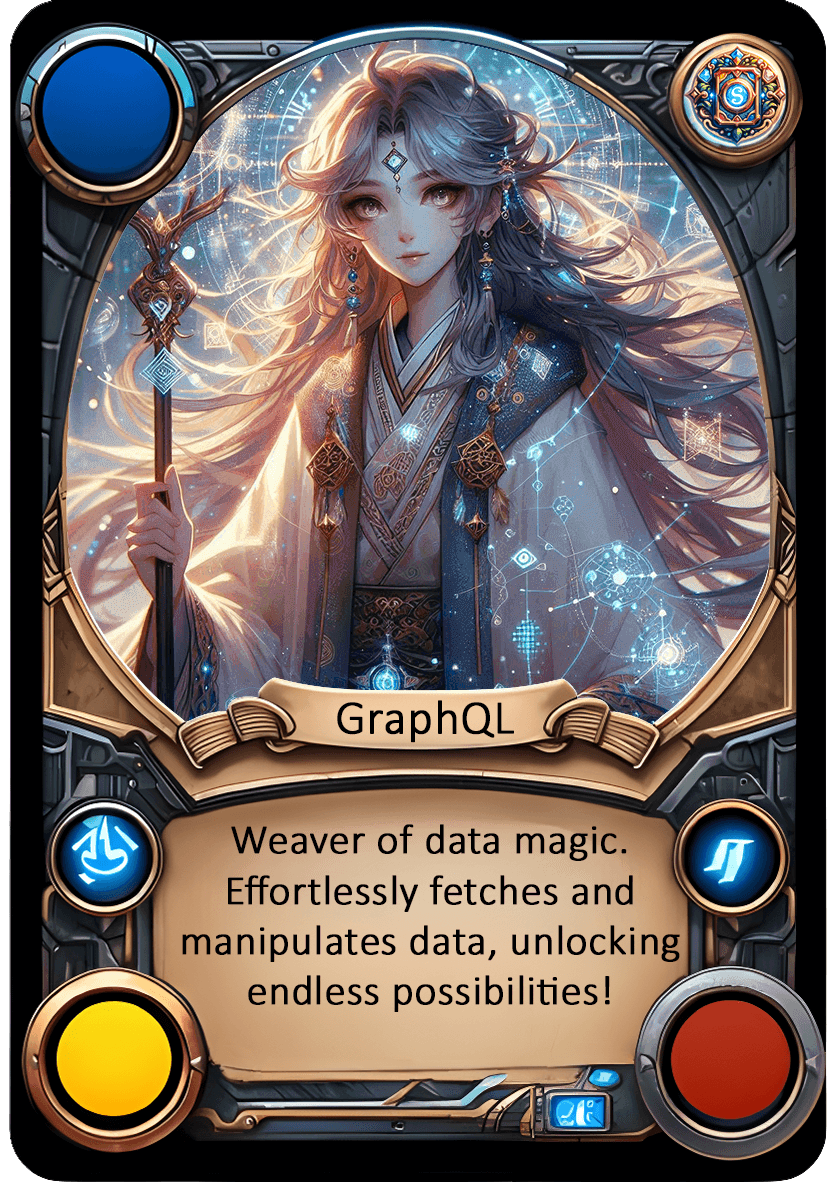 GraphQL
Weaver of data magic.
Effortlessly fetches and
manipulates data, unlocking
endless possibilities!